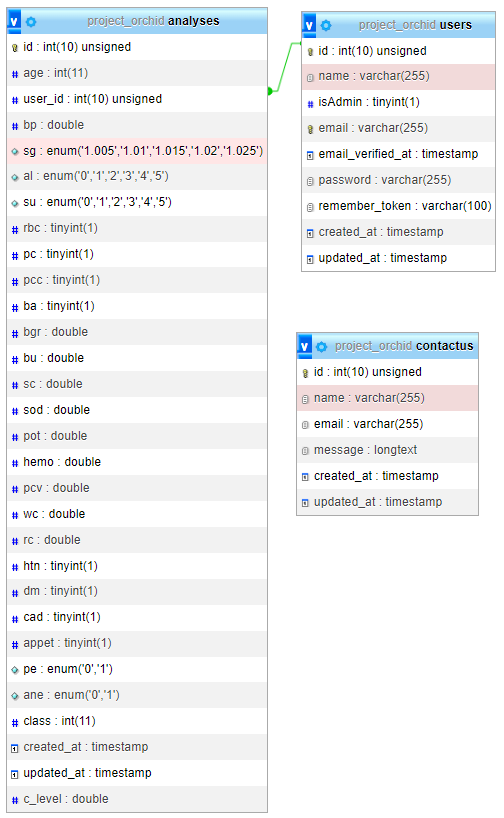 project_orchid analyses
id : int(10) unsigned
age : int(11)
user_id : int(10) unsigned
bp : double
sg : enum('1.005','1.01','1.015','1.02','1.025')
al : enum('0','1','2','3','4','5')
su : enum('0','1','2','3','4','5')
rbc : tinyint(1)
pc : tinyint(1)
pcc : tinyint(1)
ba : tinyint(1)
bgr : double
bu : double
sc : double
sod : double
pot : double
hemo : double
pcv : double
wc : double
rc : double
htn : tinyint(1)
dm : tinyint(1)
cad : tinyint(1)
appet : tinyint(1)
pe : enum('0','1')
ane : enum('0','1')
class : int(11)
created_at : timestamp
updated_at : timestamp
c_level : double
project_orchid users
id : int(10) unsigned
name : varchar(255)
isAdmin : tinyint(1)
email : varchar(255)
email_verified_at : timestamp
password : varchar(255)
remember_token : varchar(100)
created_at : timestamp
updated_at : timestamp
project_orchid contactus
id : int(10) unsigned
name : varchar(255)
email : varchar(255)
message : longtext
created_at : timestamp
updated_at : timestamp